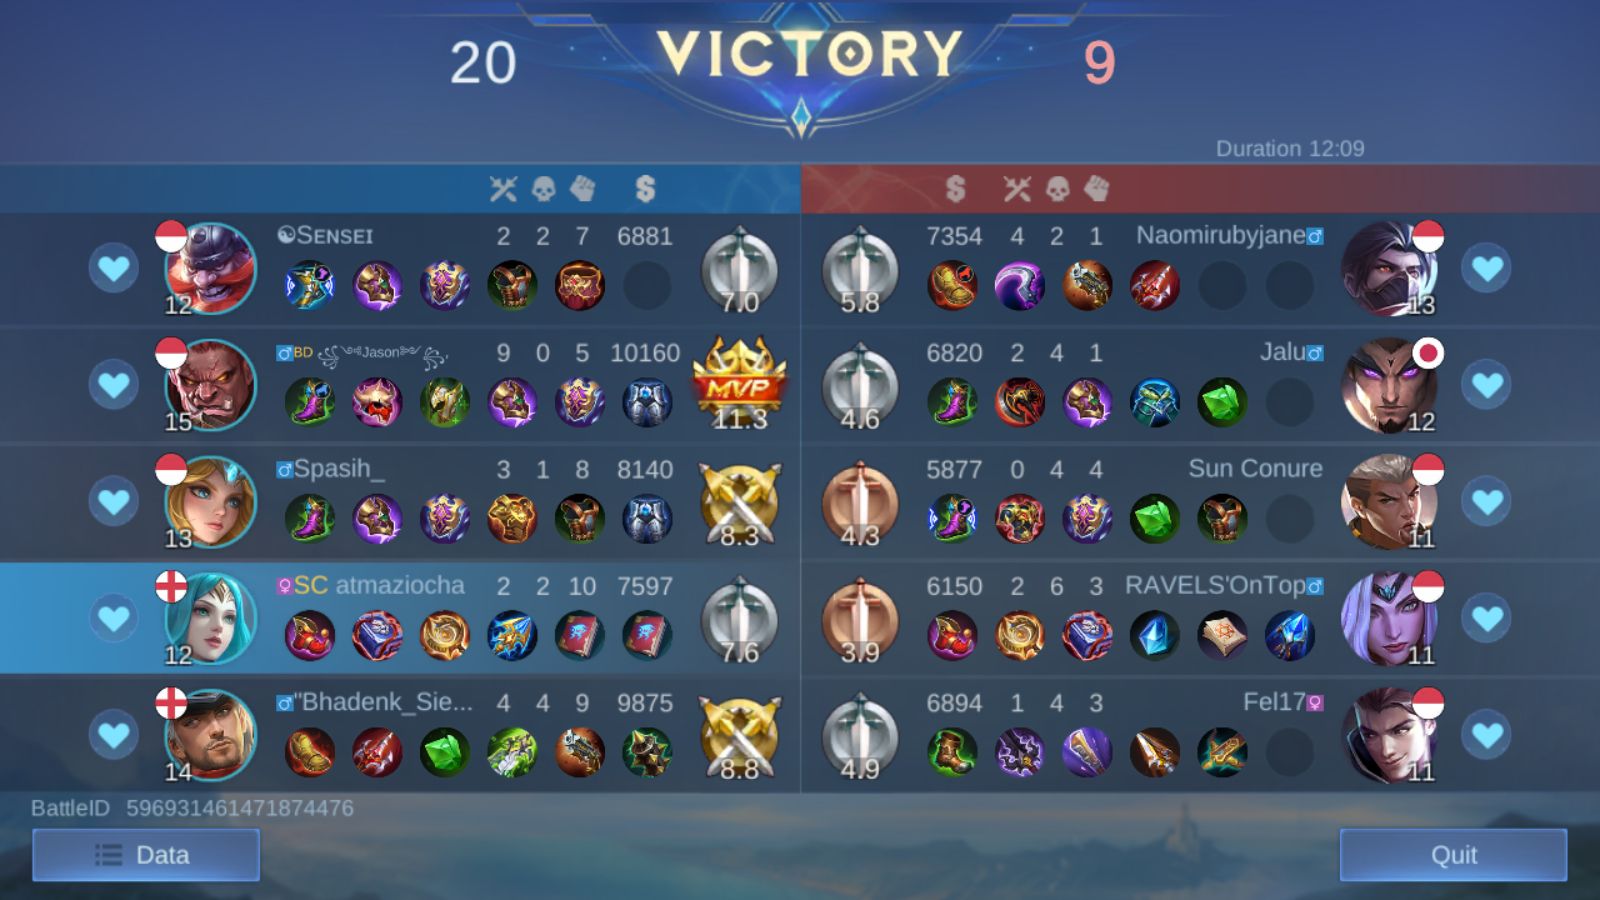 20 VICTORY 9
Duration 12:09
SENSEI 2 2 7 6881
12 7.0
5.8 7354 4 2 1 Naomirubyjane
13
BD Jason 9 0 5 10160
15 MVP 11.3
4.6 6820 2 4 1 Jalu
12
Spasih_ 3 1 8 8140
13 8.3
4.3 5877 0 4 4 Sun Conure
11
SC atmaziocha 2 2 10 7597
12 7.6
3.9 6150 2 6 3 RAVELS'OnTop
11
"Bhadenk_Sie... 4 4 9 9875
14 8.8
4.9 6894 1 4 3 Fel17
11
BattleID 596931461471874476
Data
Quit